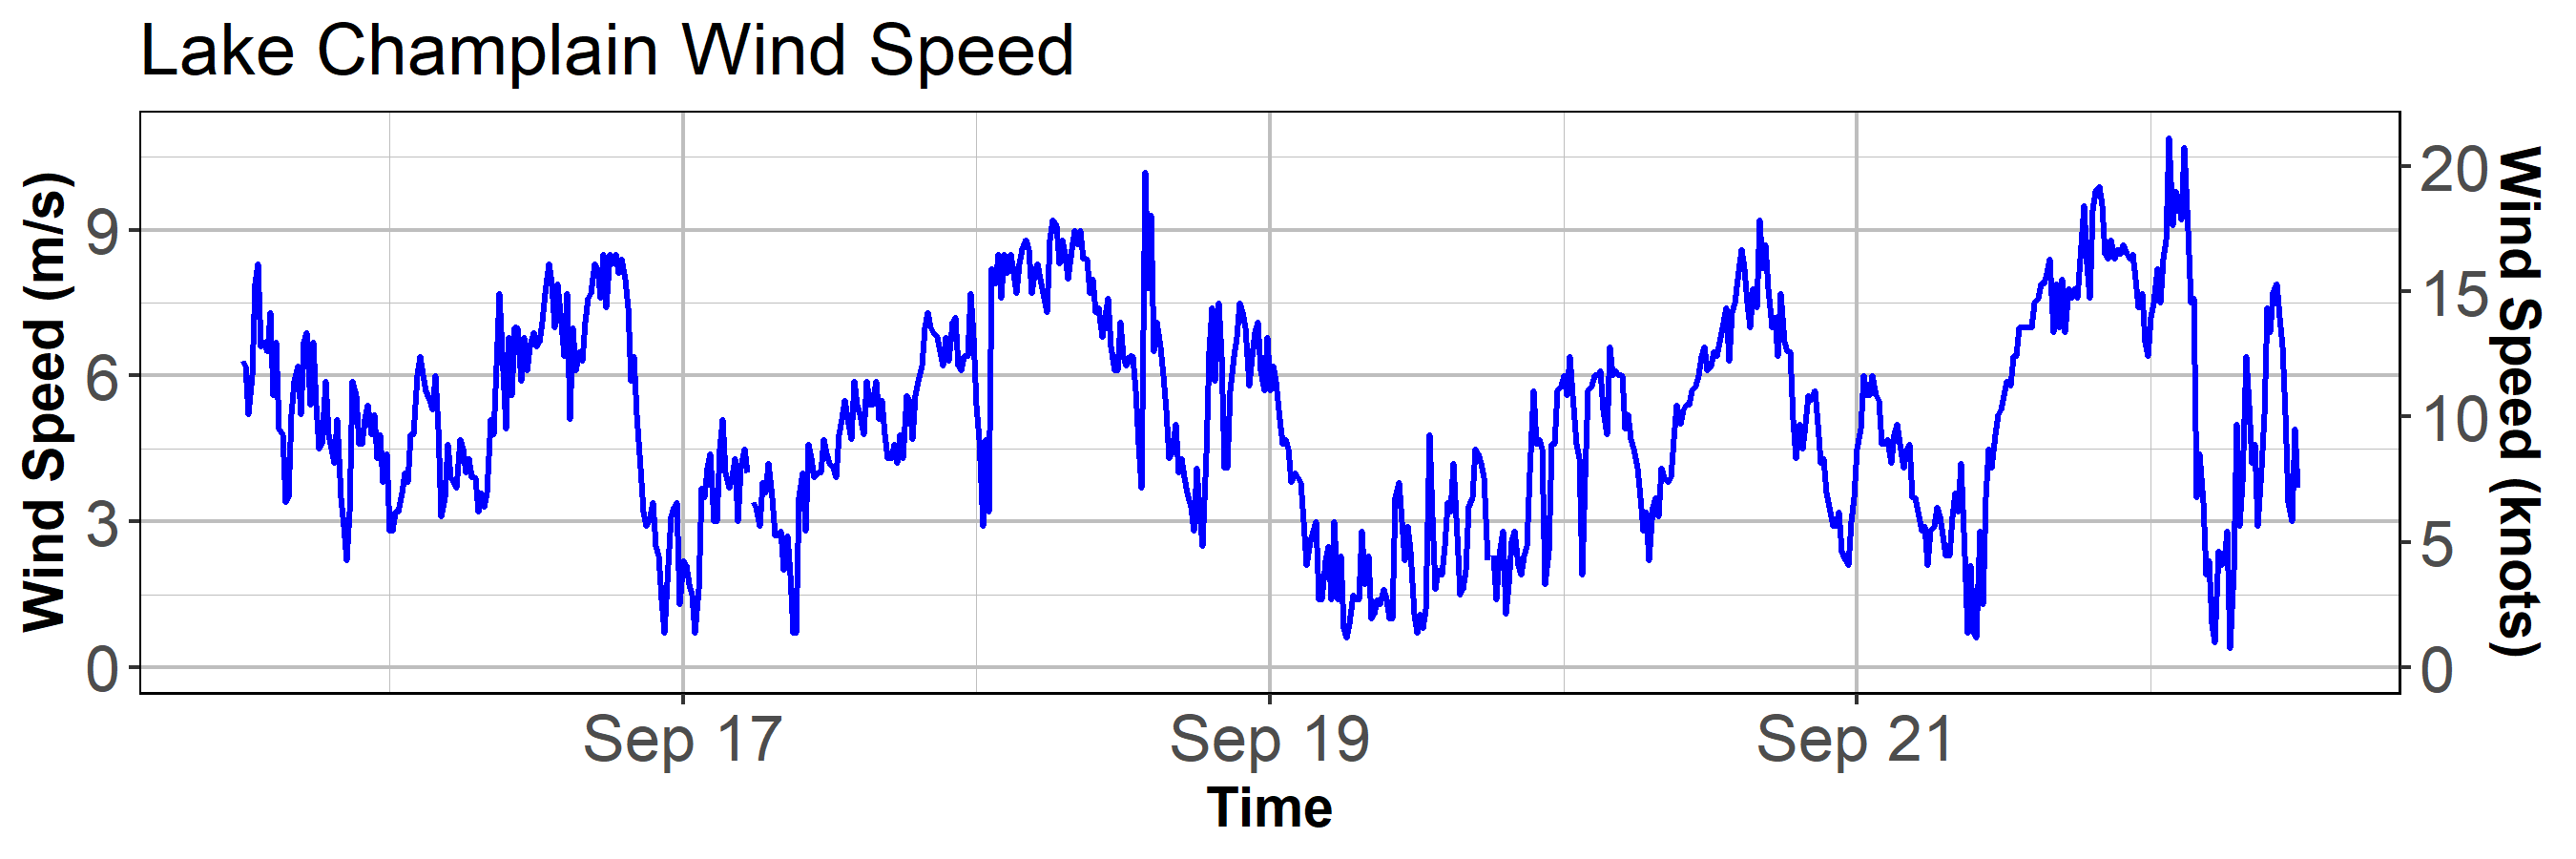 Lake Champlain Wind Speed
Wind Speed (m/s)
9
6
3
0
20
15
10
5
0
Wind Speed (knots)
Sep 17
Sep 19
Sep 21
Time